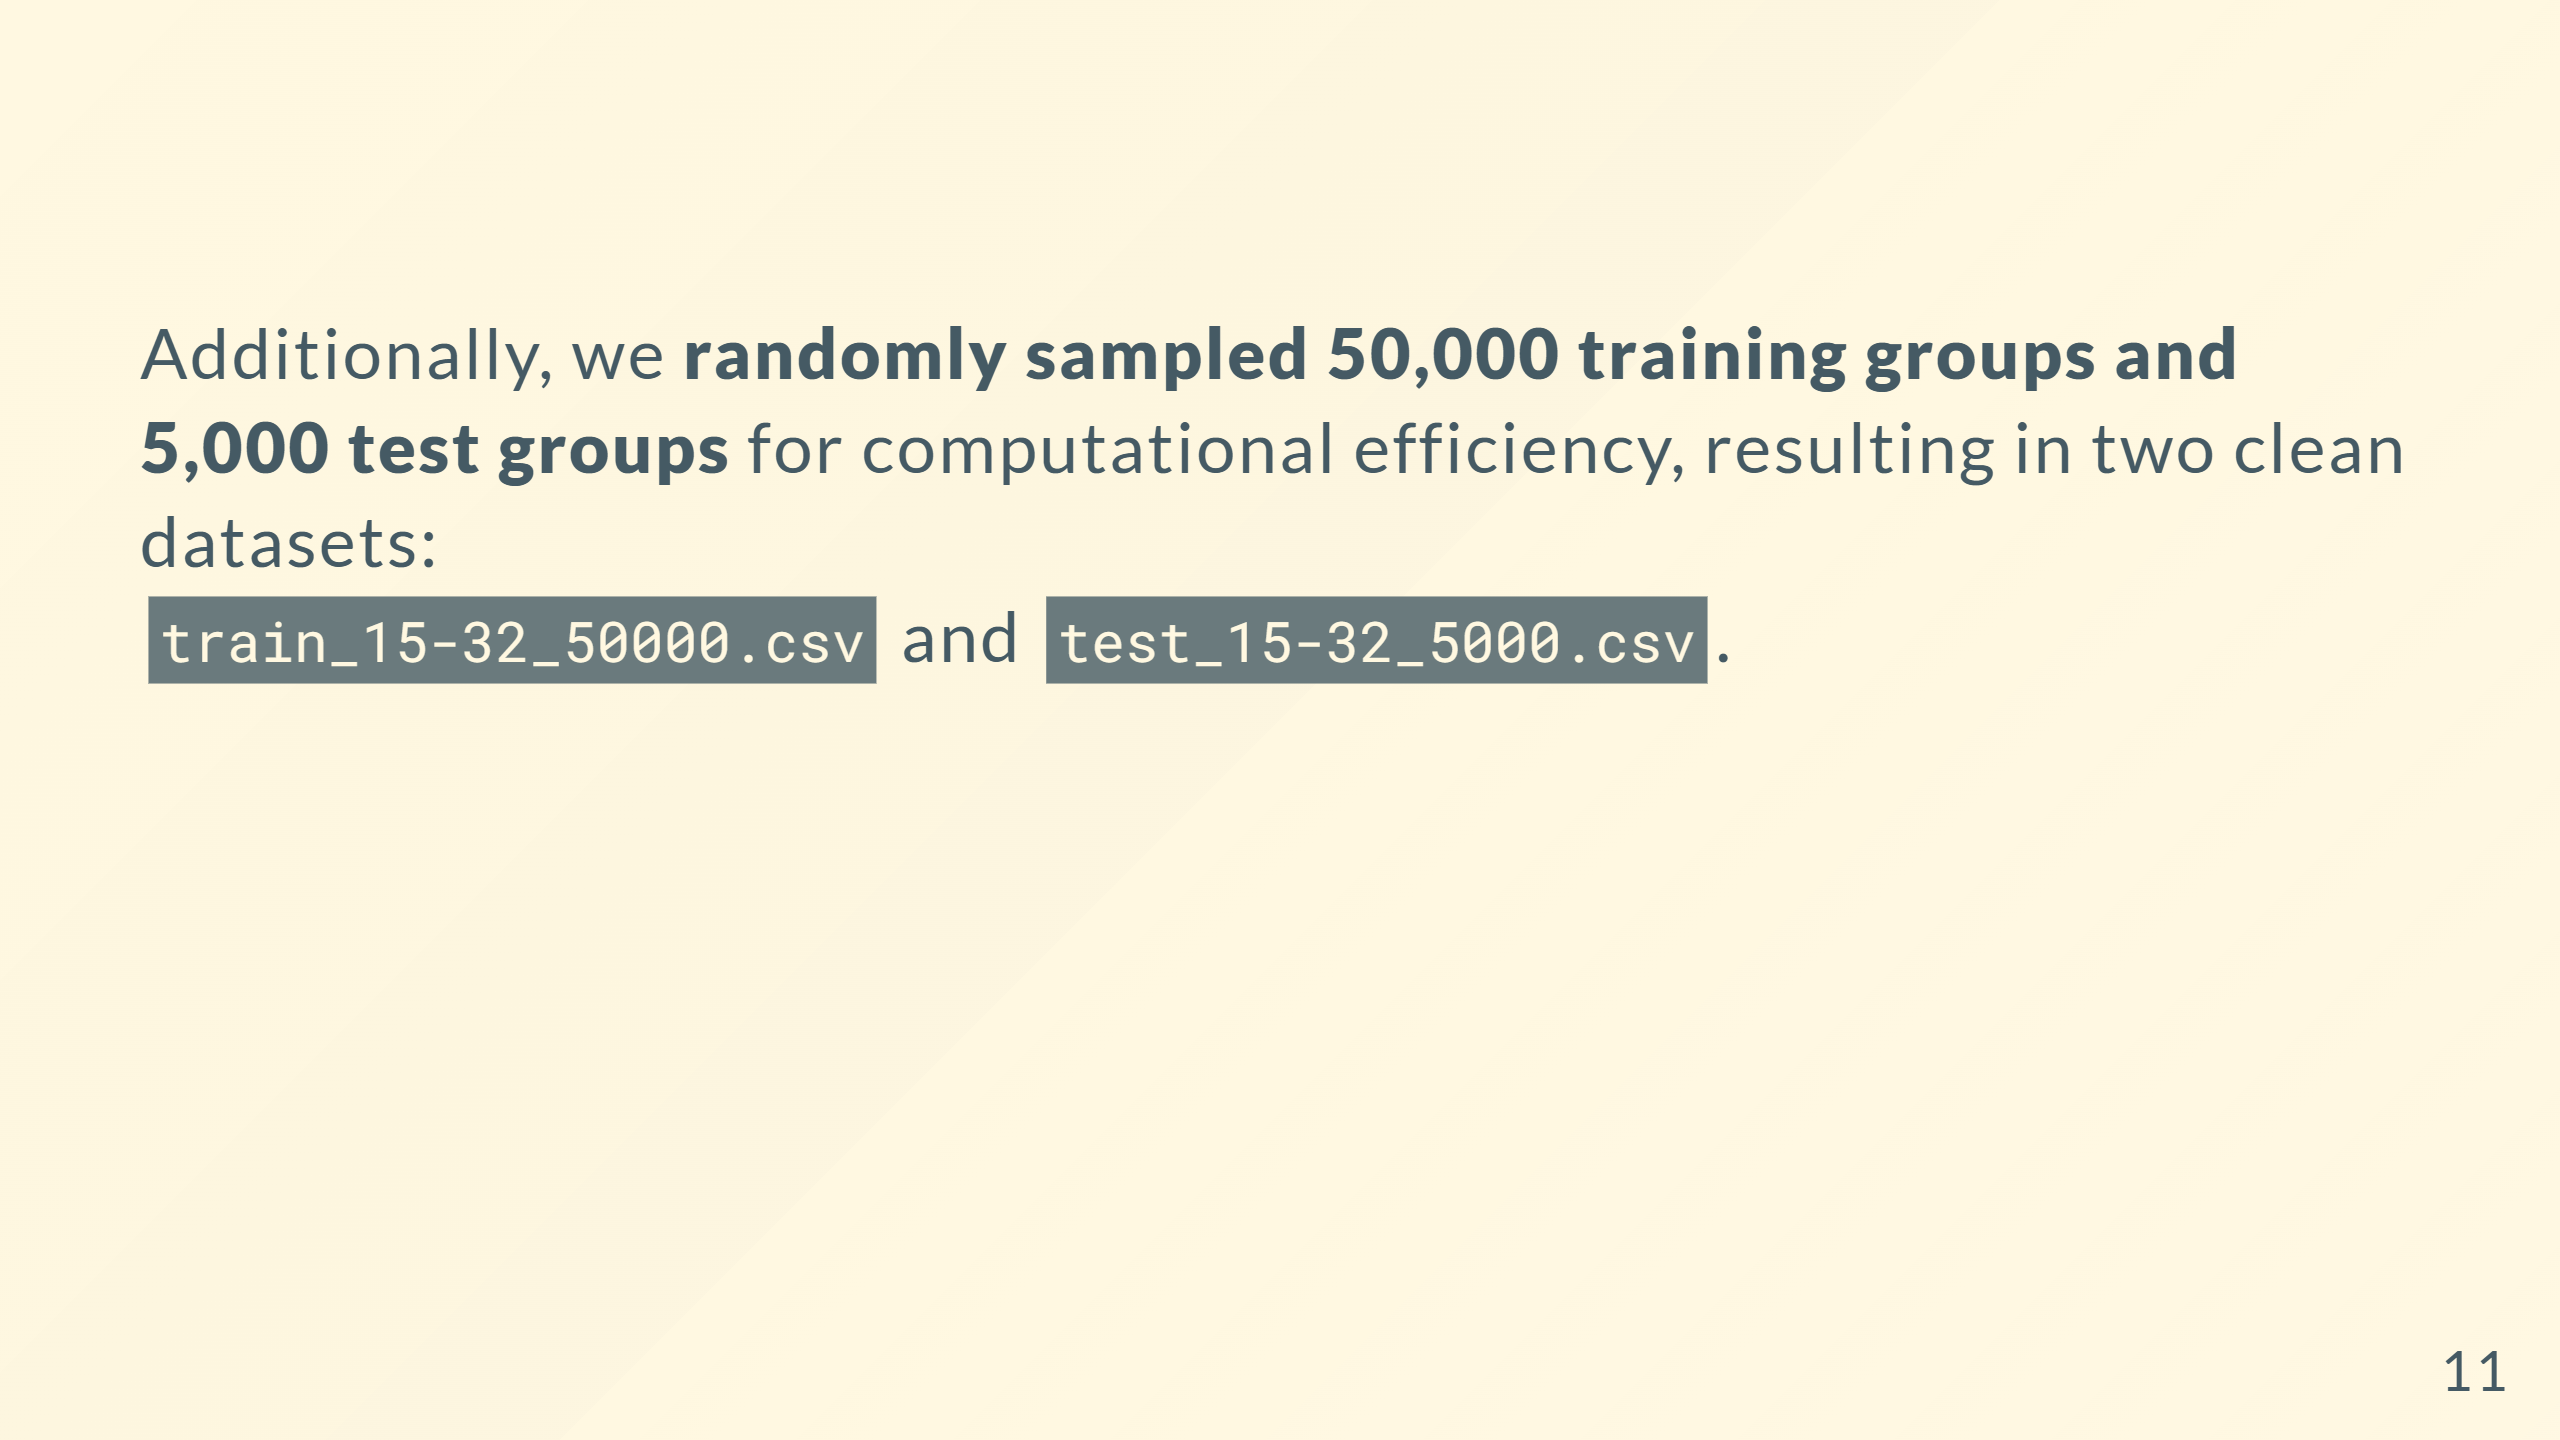 Additionally, we randomly sampled 50,000 training groups and
5,000 test groups for computational efficiency, resulting in two clean
datasets:
train_15-32_50000.csv and test_15-32_5000.csv.
11